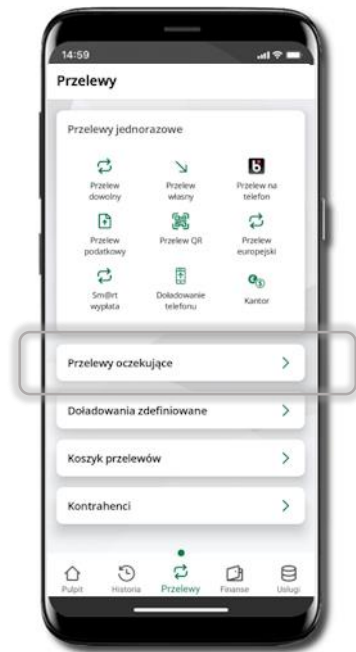 14:59
Przelewy
Przelewy jednorazowe
Przelew
dowolny
Przelew
własny
Przelew na
telefon
Przelew
podatkowy
Przelew QR
Przelew
europejski
Sm@rt
wypłata
Doładowanie
telefonu
Kantor
Przelewy oczekujące
Doładowania zdefiniowane
Koszyk przelewów
Kontrahenci
Pulpit
Historia
Przelewy
Finanse
Usługi